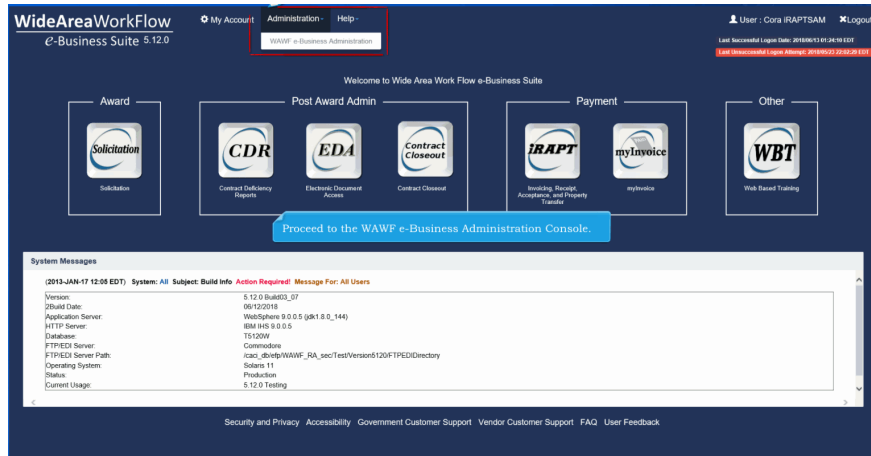 WideAreaWorkFlow
e-Business Suite 5.12.0
My Account Administration Help
WAWF e-Business Administration
User : Cora iRAPTSAM Logout
Last Successful Logon Date: 2018/06/13 01:24:10 EDT
Last Unsuccessful Logon Attempt: 2018/05/23 22:02:29 EDT
Welcome to Wide Area Work Flow e-Business Suite
Award
Solicitation
Solicitation
Post Award Admin
CDR
Contract Deficiency
Reports
EDA
Electronic Document
Access
Contract
Closeout
Contract Closeout
Payment
iRAPT
Invoicing, Receipt,
Acceptance, and Property
Transfer
myInvoice
myInvoice
Other
WBT
Web Based Training
Proceed to the WAWF e-Business Administration Console.
System Messages
(2013-JAN-17 12:05 EDT) System: All Subject: Build Info Action Required! Message For: All Users
Version: 5.12.0 Build03_07
2Build Date: 06/12/2018
Application Server: WebSphere 9.0.0.5 (jdk1.8.0_144)
HTTP Server: IBM IHS 9.0.0.5
Database: T5120W
FTP/EDI Server: Commodore
FTP/EDI Server Path: /caci_db/efp/WAWF_RA_sec/Test/Version5120/FTPEDIDirectory
Operating System: Solaris 11
Status: Production
Current Usage: 5.12.0 Testing
Security and Privacy Accessibility Government Customer Support Vendor Customer Support FAQ User Feedback